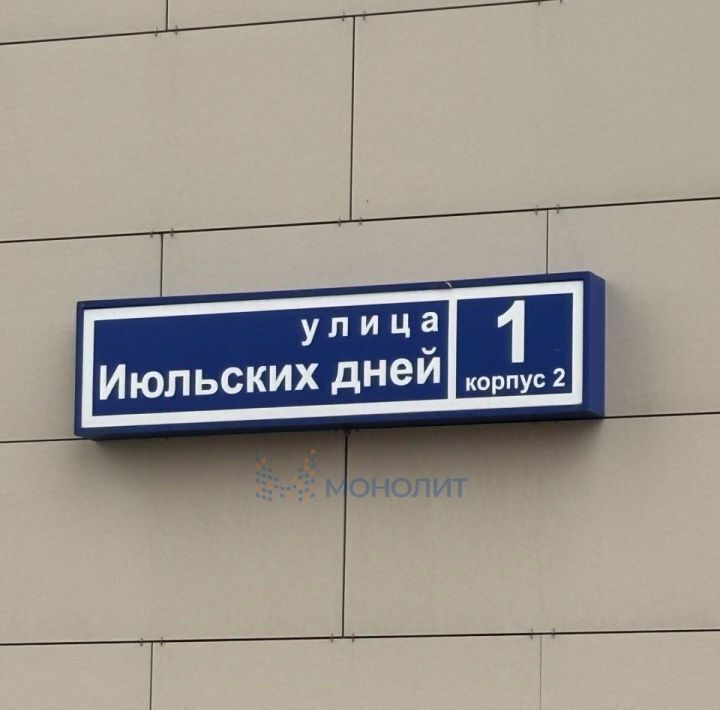 улица
Июльских дней
1
корпус 2
МОНОЛИТ